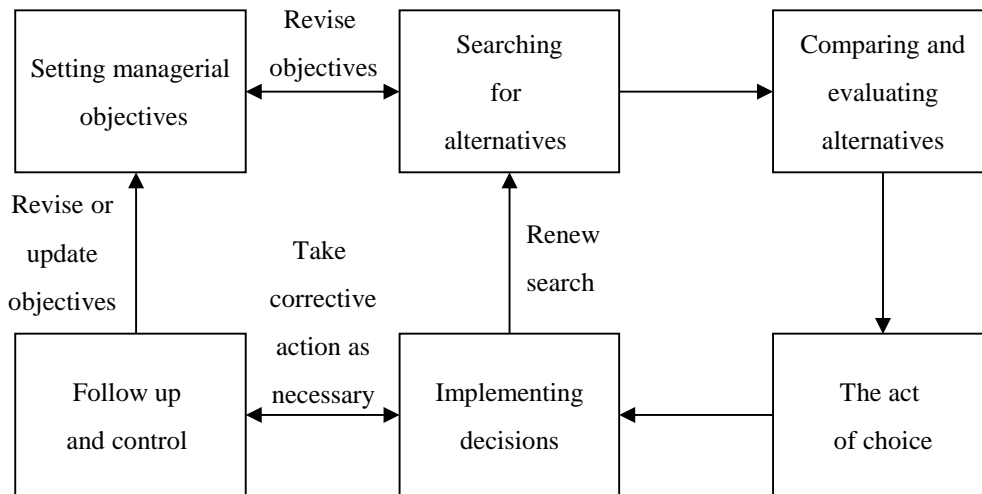 Setting managerial
objectives
Revise
objectives
Searching
for
alternatives
Comparing and
evaluating
alternatives
Revise or
update
objectives
Take
corrective
action as
necessary
Renew
search
Follow up
and control
Implementing
decisions
The act
of choice